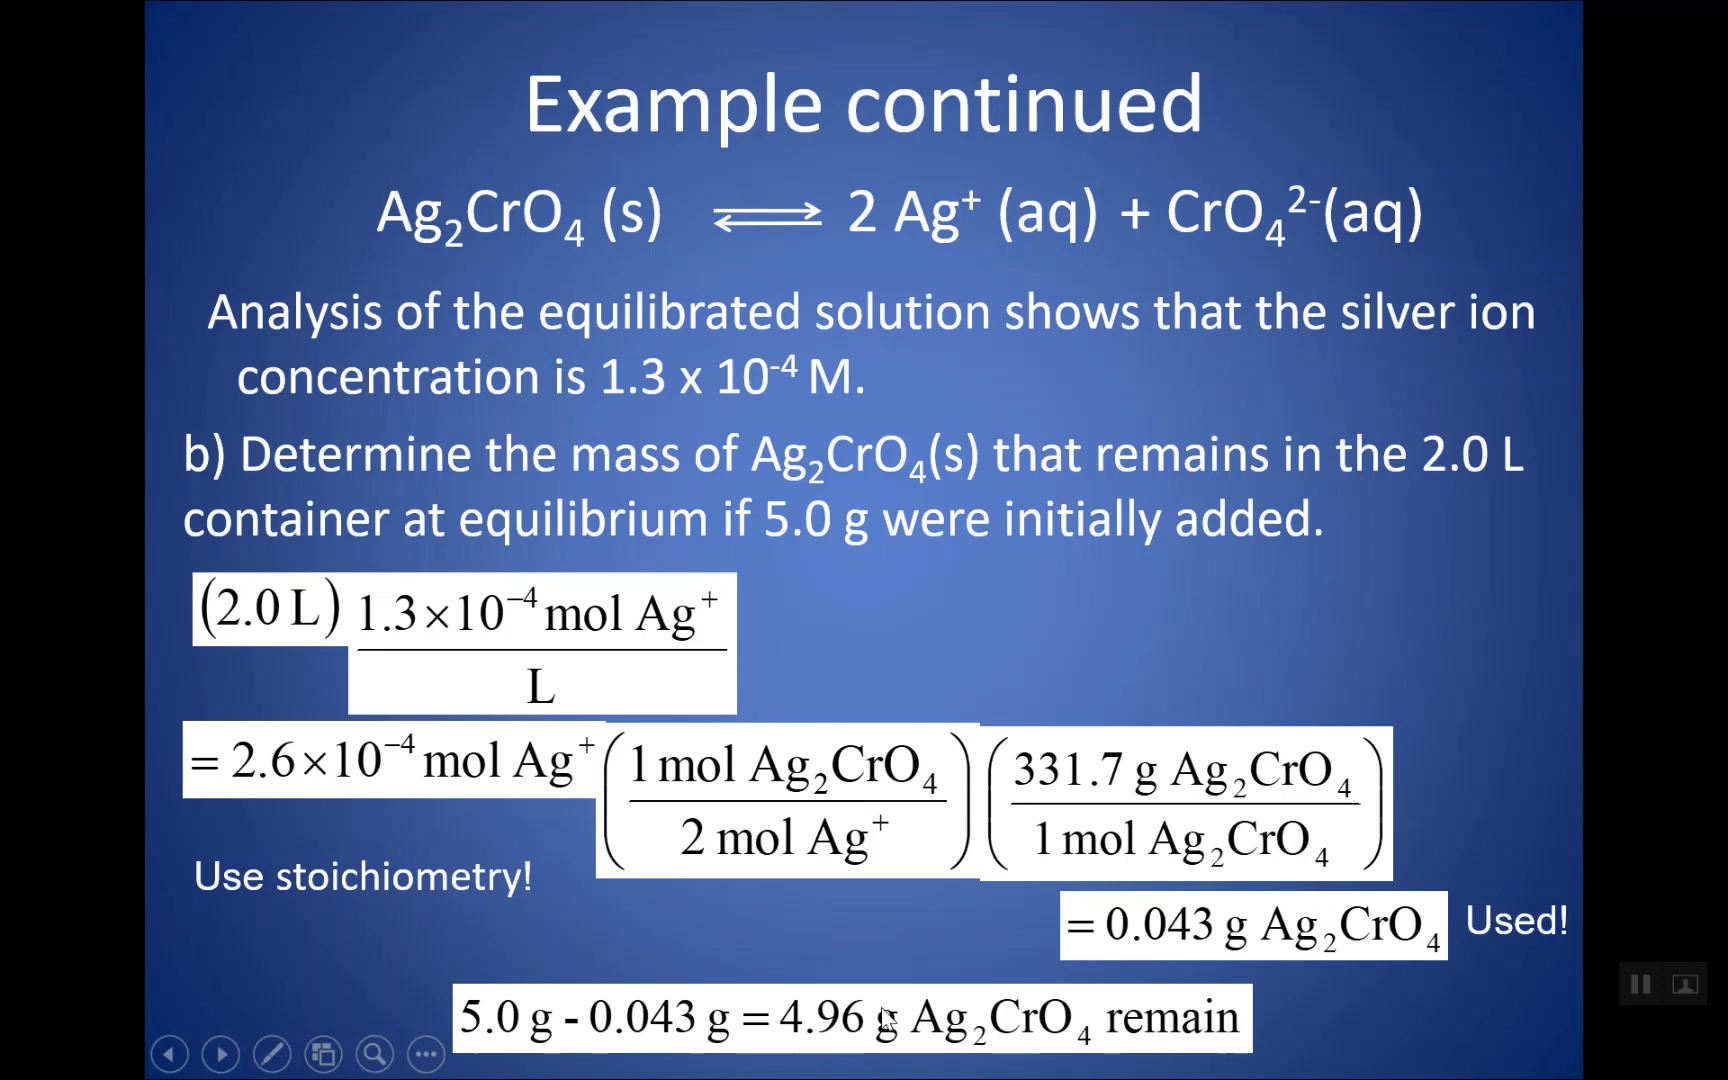 Example continued
Ag₂CrO₄ (s) ⇌ 2 Ag⁺ (aq) + CrO₄²⁻(aq)
Analysis of the equilibrated solution shows that the silver ion
concentration is 1.3 x 10⁻⁴ M.
b) Determine the mass of Ag₂CrO₄(s) that remains in the 2.0 L
container at equilibrium if 5.0 g were initially added.
(2.0 L) 1.3×10⁻⁴ mol Ag⁺
L
= 2.6×10⁻⁴ mol Ag⁺ (1 mol Ag₂CrO₄ / 2 mol Ag⁺) (331.7 g Ag₂CrO₄ / 1 mol Ag₂CrO₄)
Use stoichiometry!
= 0.043 g Ag₂CrO₄ Used!
5.0 g - 0.043 g = 4.96 g Ag₂CrO₄ remain